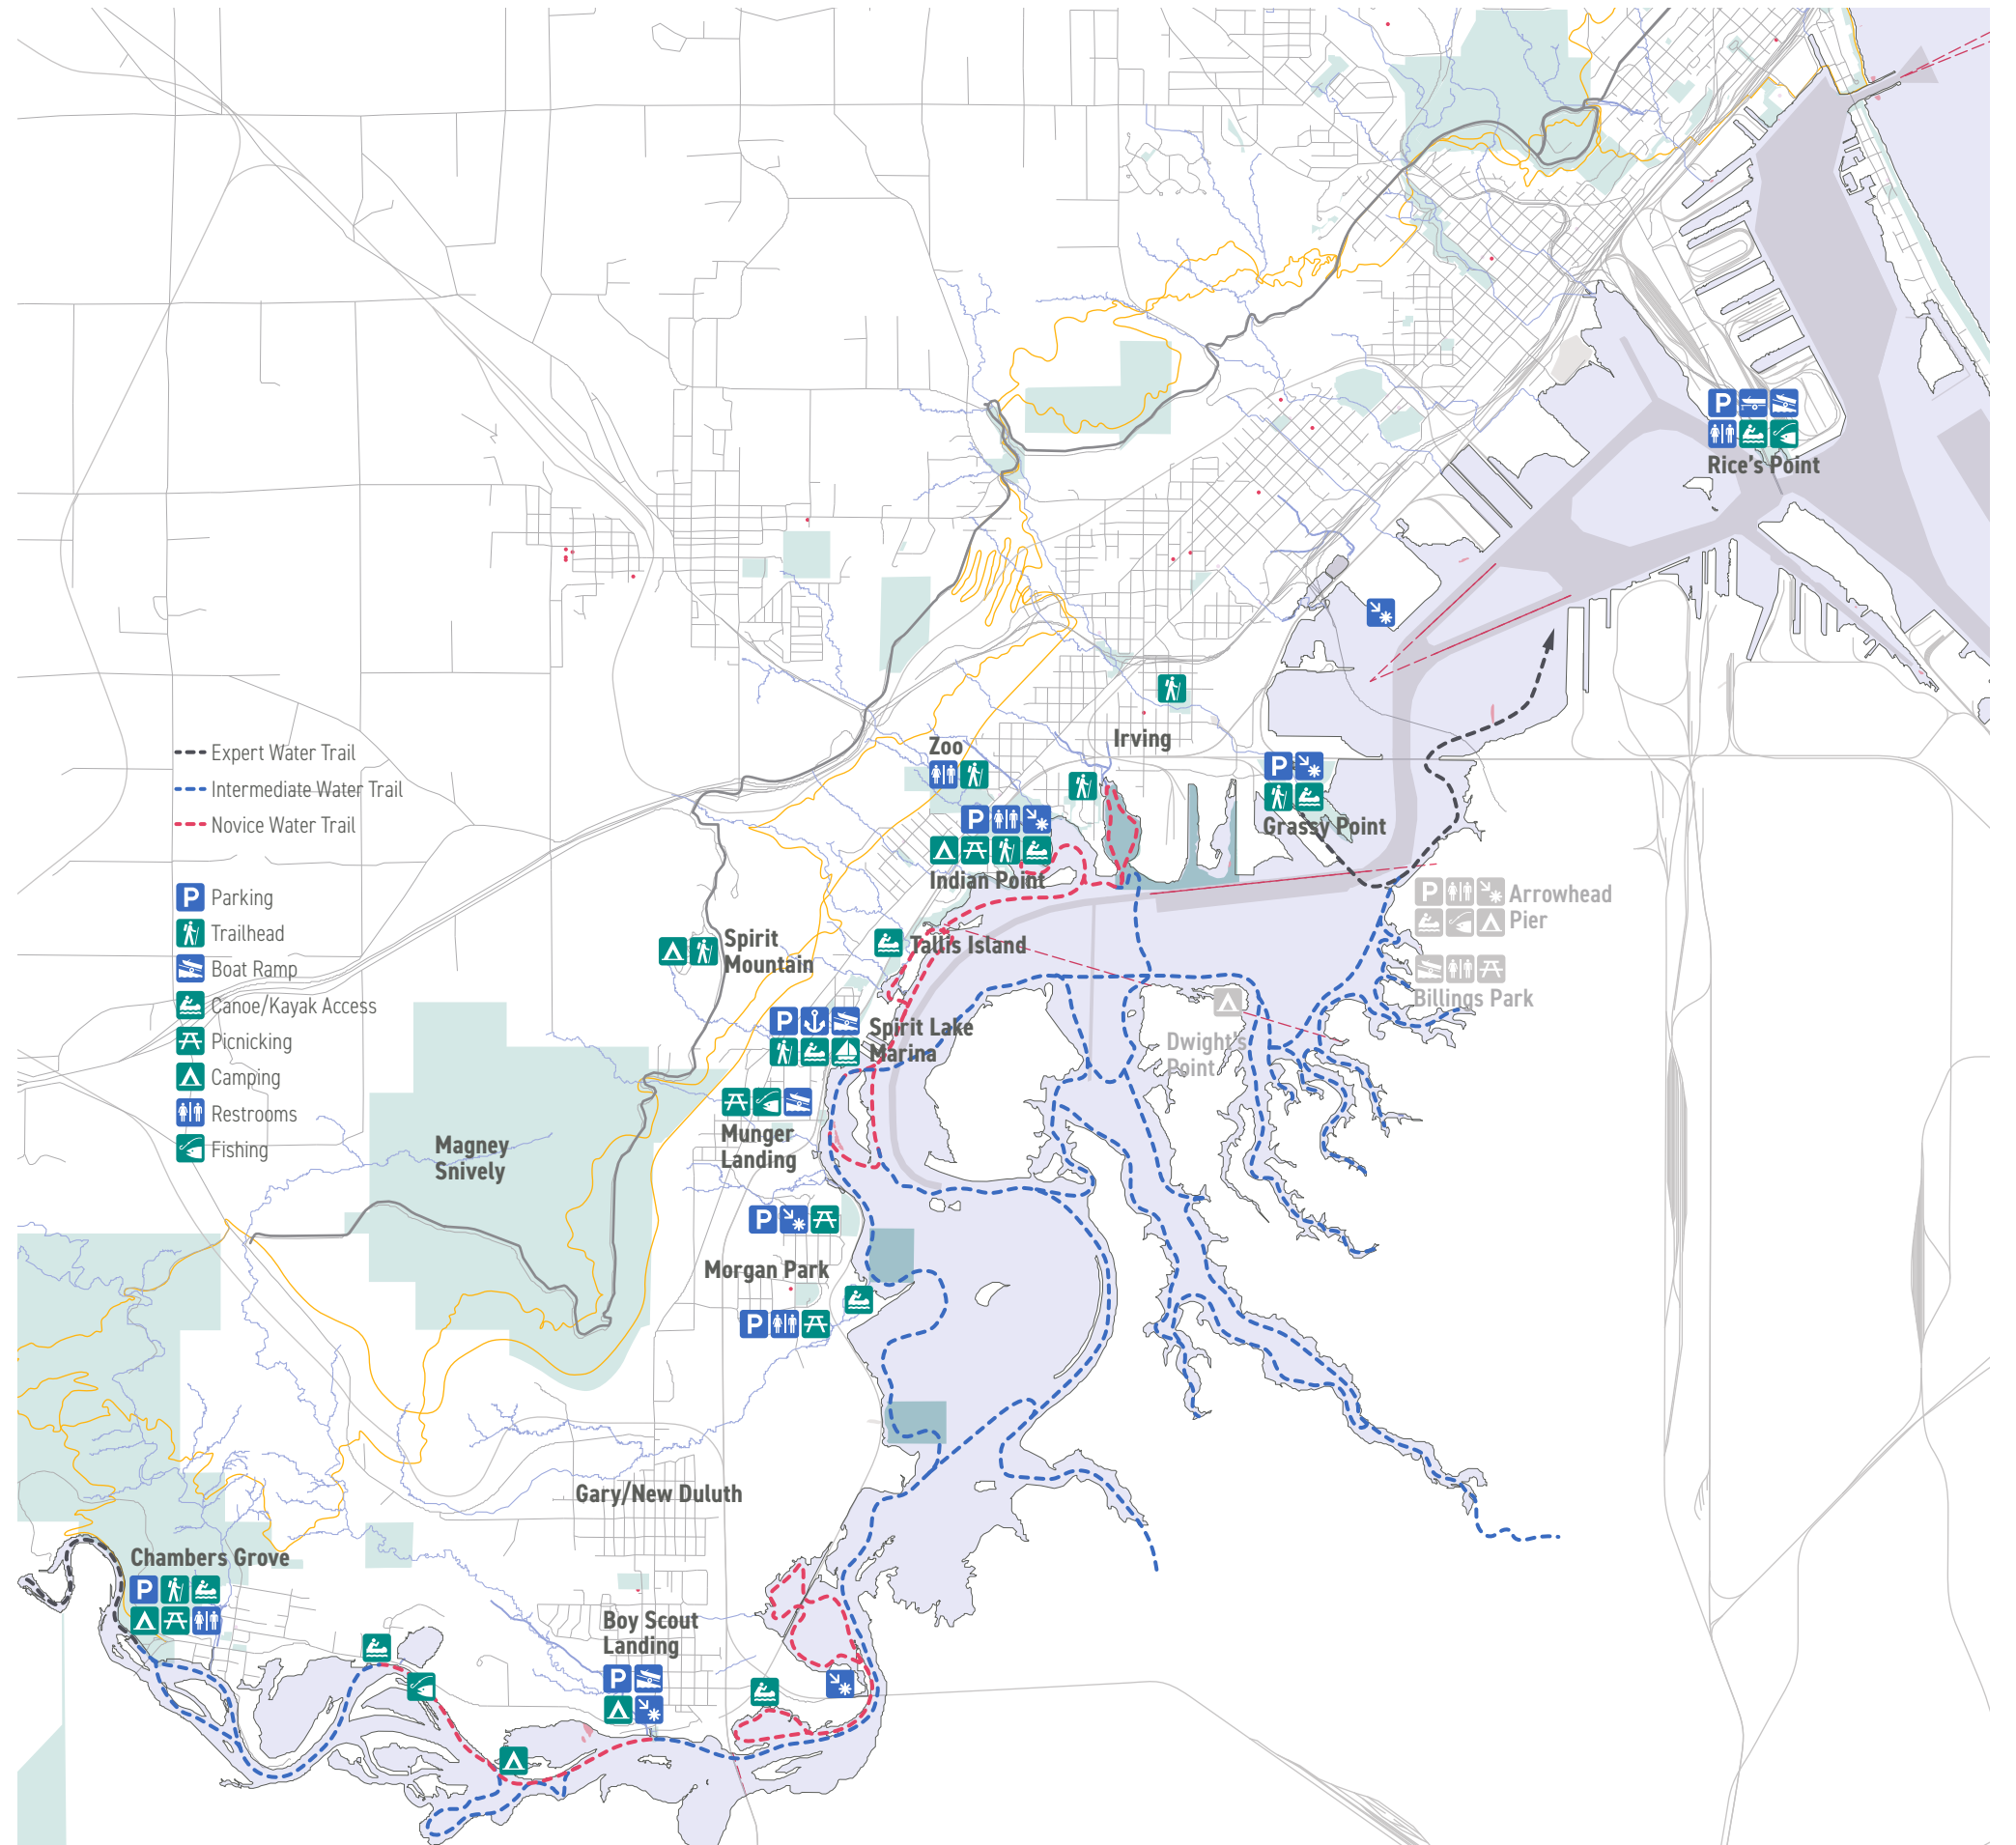 P
Rice's Point
Expert Water Trail
Intermediate Water Trail
Novice Water Trail
P Parking
Trailhead
Boat Ramp
Canoe/Kayak Access
Picnicking
Camping
Restrooms
Fishing
Zoo
Irving
P
Grassy Point
P
Indian Point
P
Arrowhead
Pier
Billings Park
Spirit
Mountain
Tallis Island
P
Spirit Lake
Marina
Dwight's
Point
Munger
Landing
Magney
Snively
P
Morgan Park
P
Gary/New Duluth
Chambers Grove
P
Boy Scout
Landing
P